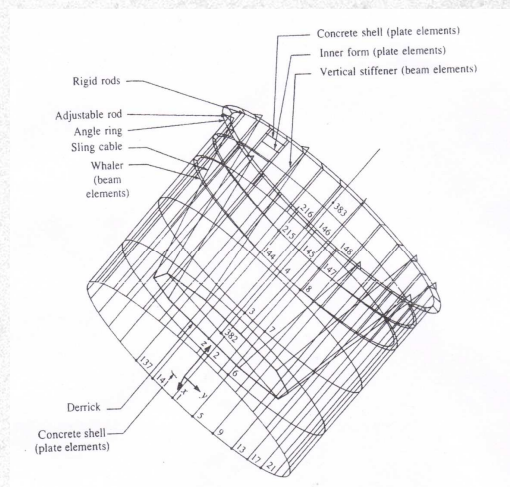 Concrete shell (plate elements)
Inner form (plate elements)
Vertical stiffener (beam elements)
Rigid rods
Adjustable rod
Angle ring
Sling cable
Whaler
(beam
elements)
383
216
146
148
215
145
147
144
4
8
3
7
382
z
2
6
y
x
137
141
1
5
9
13
17
21
Derrick
Concrete shell
(plate elements)